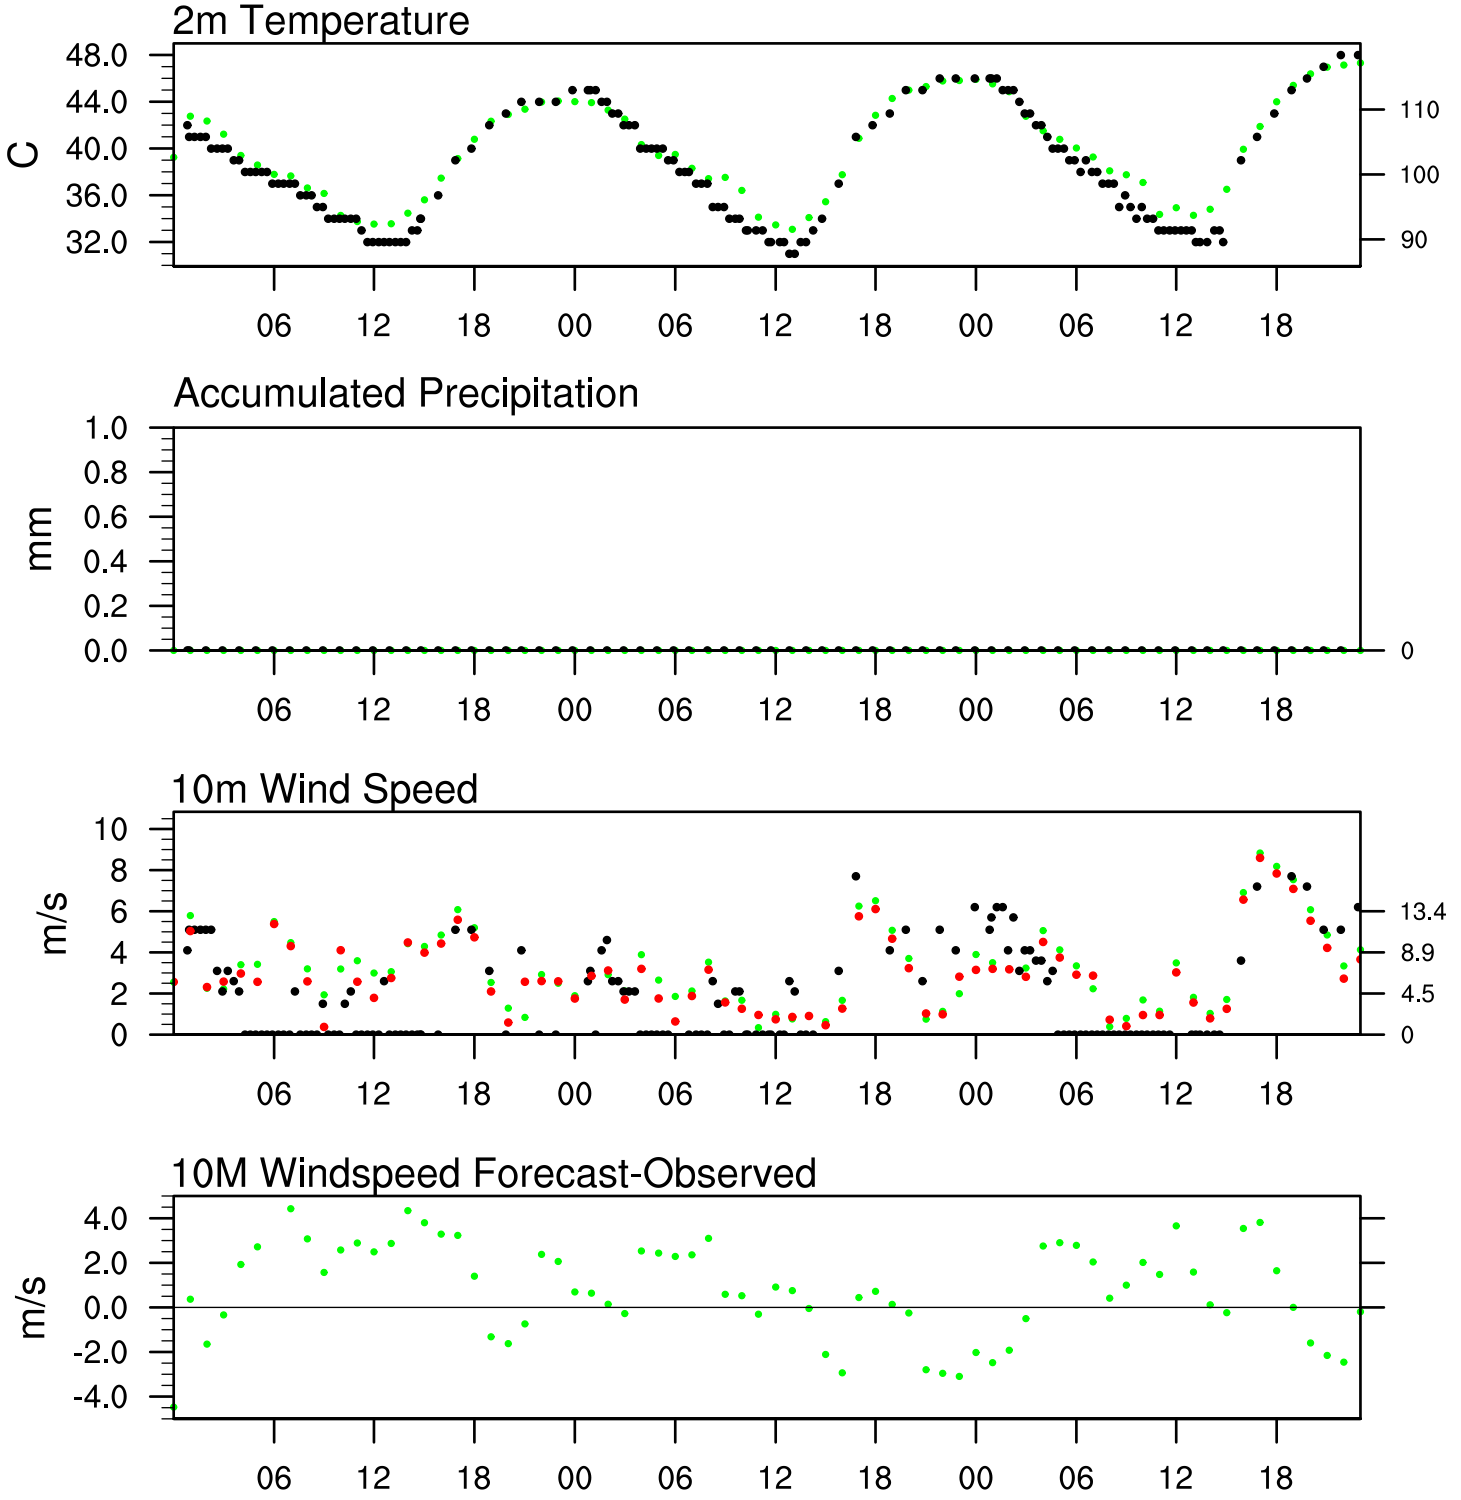 2m Temperature
48.0
44.0
40.0
36.0
32.0
C
110
100
90
06 12 18 00 06 12 18 00 06 12 18
Accumulated Precipitation
1.0
0.8
0.6
0.4
0.2
0.0
mm
0
06 12 18 00 06 12 18 00 06 12 18
10m Wind Speed
10
8
6
4
2
0
m/s
13.4
8.9
4.5
0
06 12 18 00 06 12 18 00 06 12 18
10M Windspeed Forecast-Observed
4.0
2.0
0.0
-2.0
-4.0
m/s
06 12 18 00 06 12 18 00 06 12 18